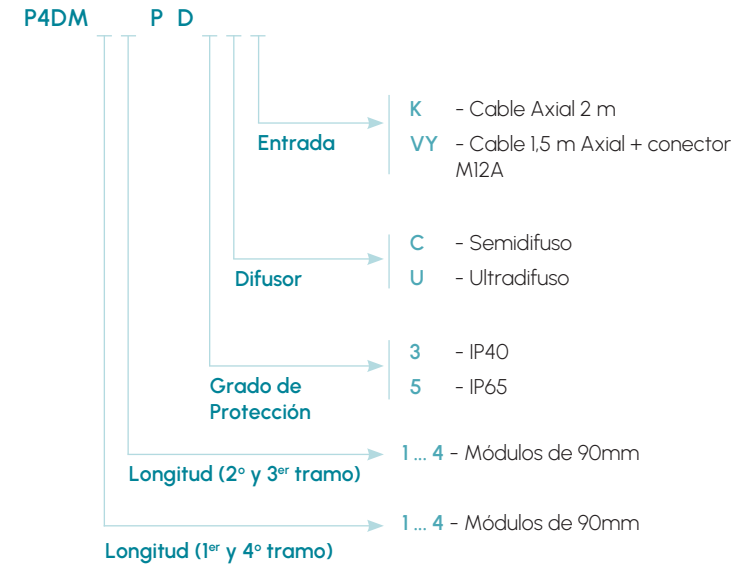 P4DM P D
K - Cable Axial 2 m
Entrada
VY - Cable 1,5 m Axial + conector
M12A
C - Semidifuso
Difusor
U - Ultradifuso
3 - IP40
Grado de
Protección
5 - IP65
1 ... 4 - Módulos de 90mm
Longitud (2º y 3er tramo)
1 ... 4 - Módulos de 90mm
Longitud (1er y 4º tramo)